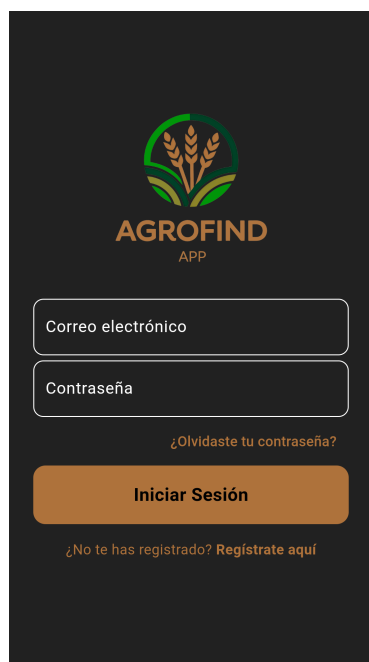 AGROFIND
APP
Correo electrónico
Contraseña
¿Olvidaste tu contraseña?
Iniciar Sesión
¿No te has registrado? Regístrate aquí